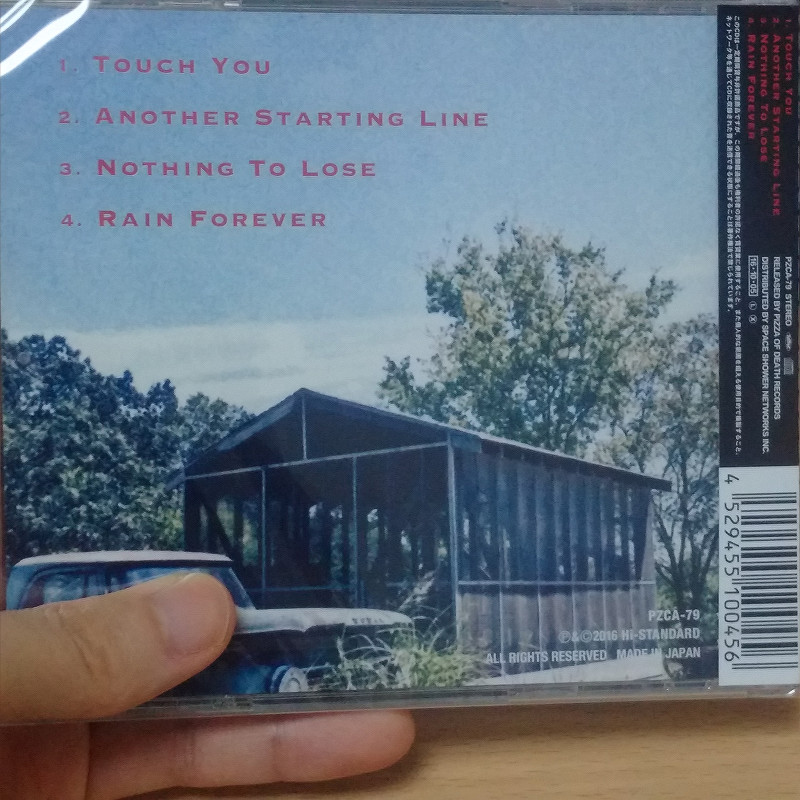 1. TOUCH YOU
2. ANOTHER STARTING LINE
3. NOTHING TO LOSE
4. RAIN FOREVER
PZCA-79
Ⓟ&©2016 HI-STANDARD
ALL RIGHTS RESERVED MADE IN JAPAN
1. TOUCH YOU
2. ANOTHER STARTING LINE
3. NOTHING TO LOSE
4. RAIN FOREVER
PZCA-79 STEREO
RELEASED BY PIZZA OF DEATH RECORDS
DISTRIBUTED BY SPACE SHOWER NETWORKS INC.
16・10・05 Ⓛ Ⓧ
4 529455 100456